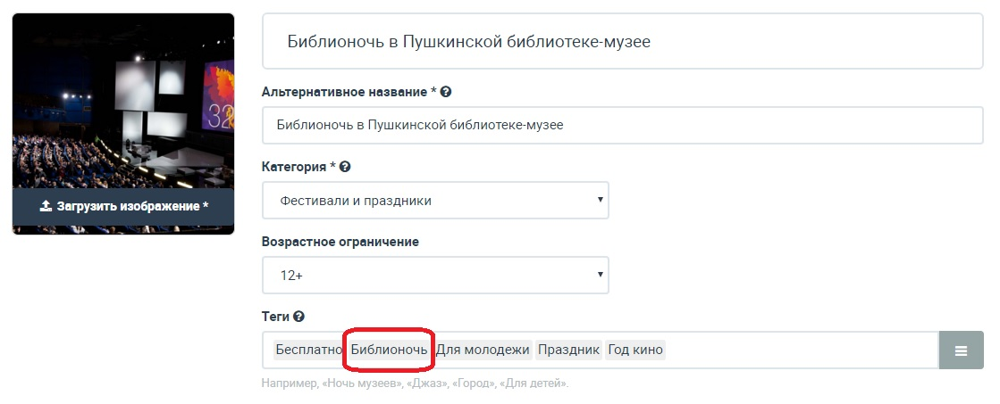 Библионочь в Пушкинской библиотеке-музее
Альтернативное название *
Библионочь в Пушкинской библиотеке-музее
Категория *
Фестивали и праздники
Возрастное ограничение
12+
Теги
Бесплатно Библионочь Для молодежи Праздник Год кино
Например, «Ночь музеев», «Джаз», «Город», «Для детей».
32
Загрузить изображение *